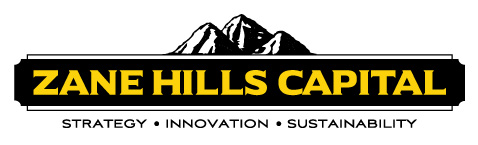 ZANE HILLS CAPITAL
STRATEGY • INNOVATION • SUSTAINABILITY